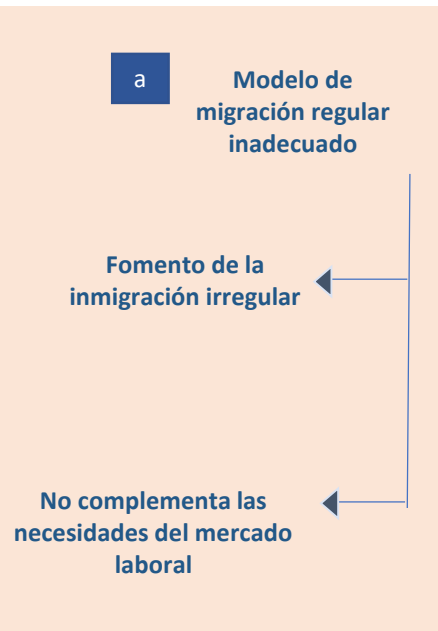 a
Modelo de
migración regular
inadecuado
Fomento de la
inmigración irregular
No complementa las
necesidades del mercado
laboral